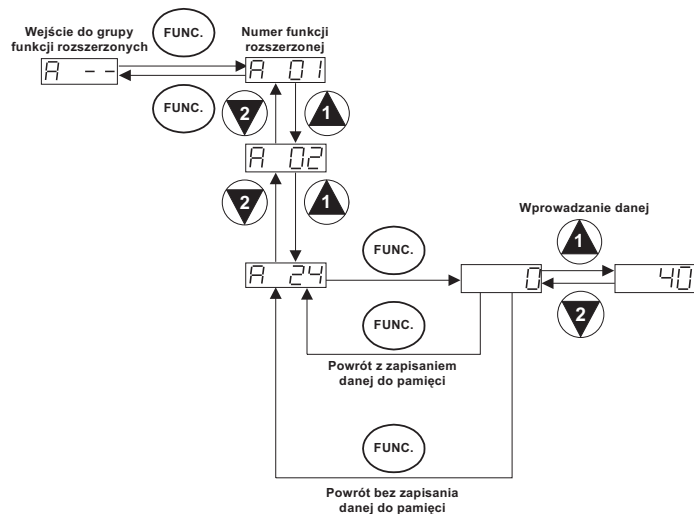 Wejście do grupy
funkcji rozszerzonych
FUNC.
Numer funkcji
rozszerzonej
A --
A 01
FUNC.
2
1
A 02
2
1
Wprowadzanie danej
1
FUNC.
A 24
0
40
2
FUNC.
Powrót z zapisaniem
danej do pamięci
FUNC.
Powrót bez zapisania
danej do pamięci